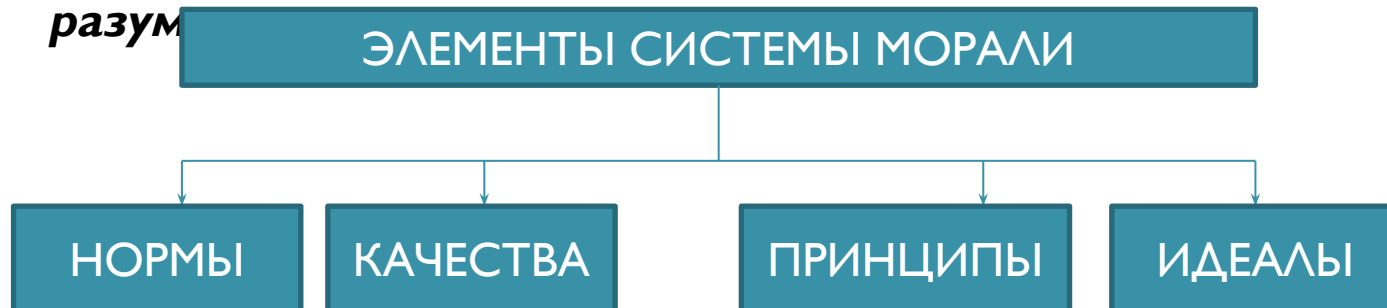 разум
ЭЛЕМЕНТЫ СИСТЕМЫ МОРАЛИ
НОРМЫ
КАЧЕСТВА
ПРИНЦИПЫ
ИДЕАЛЫ